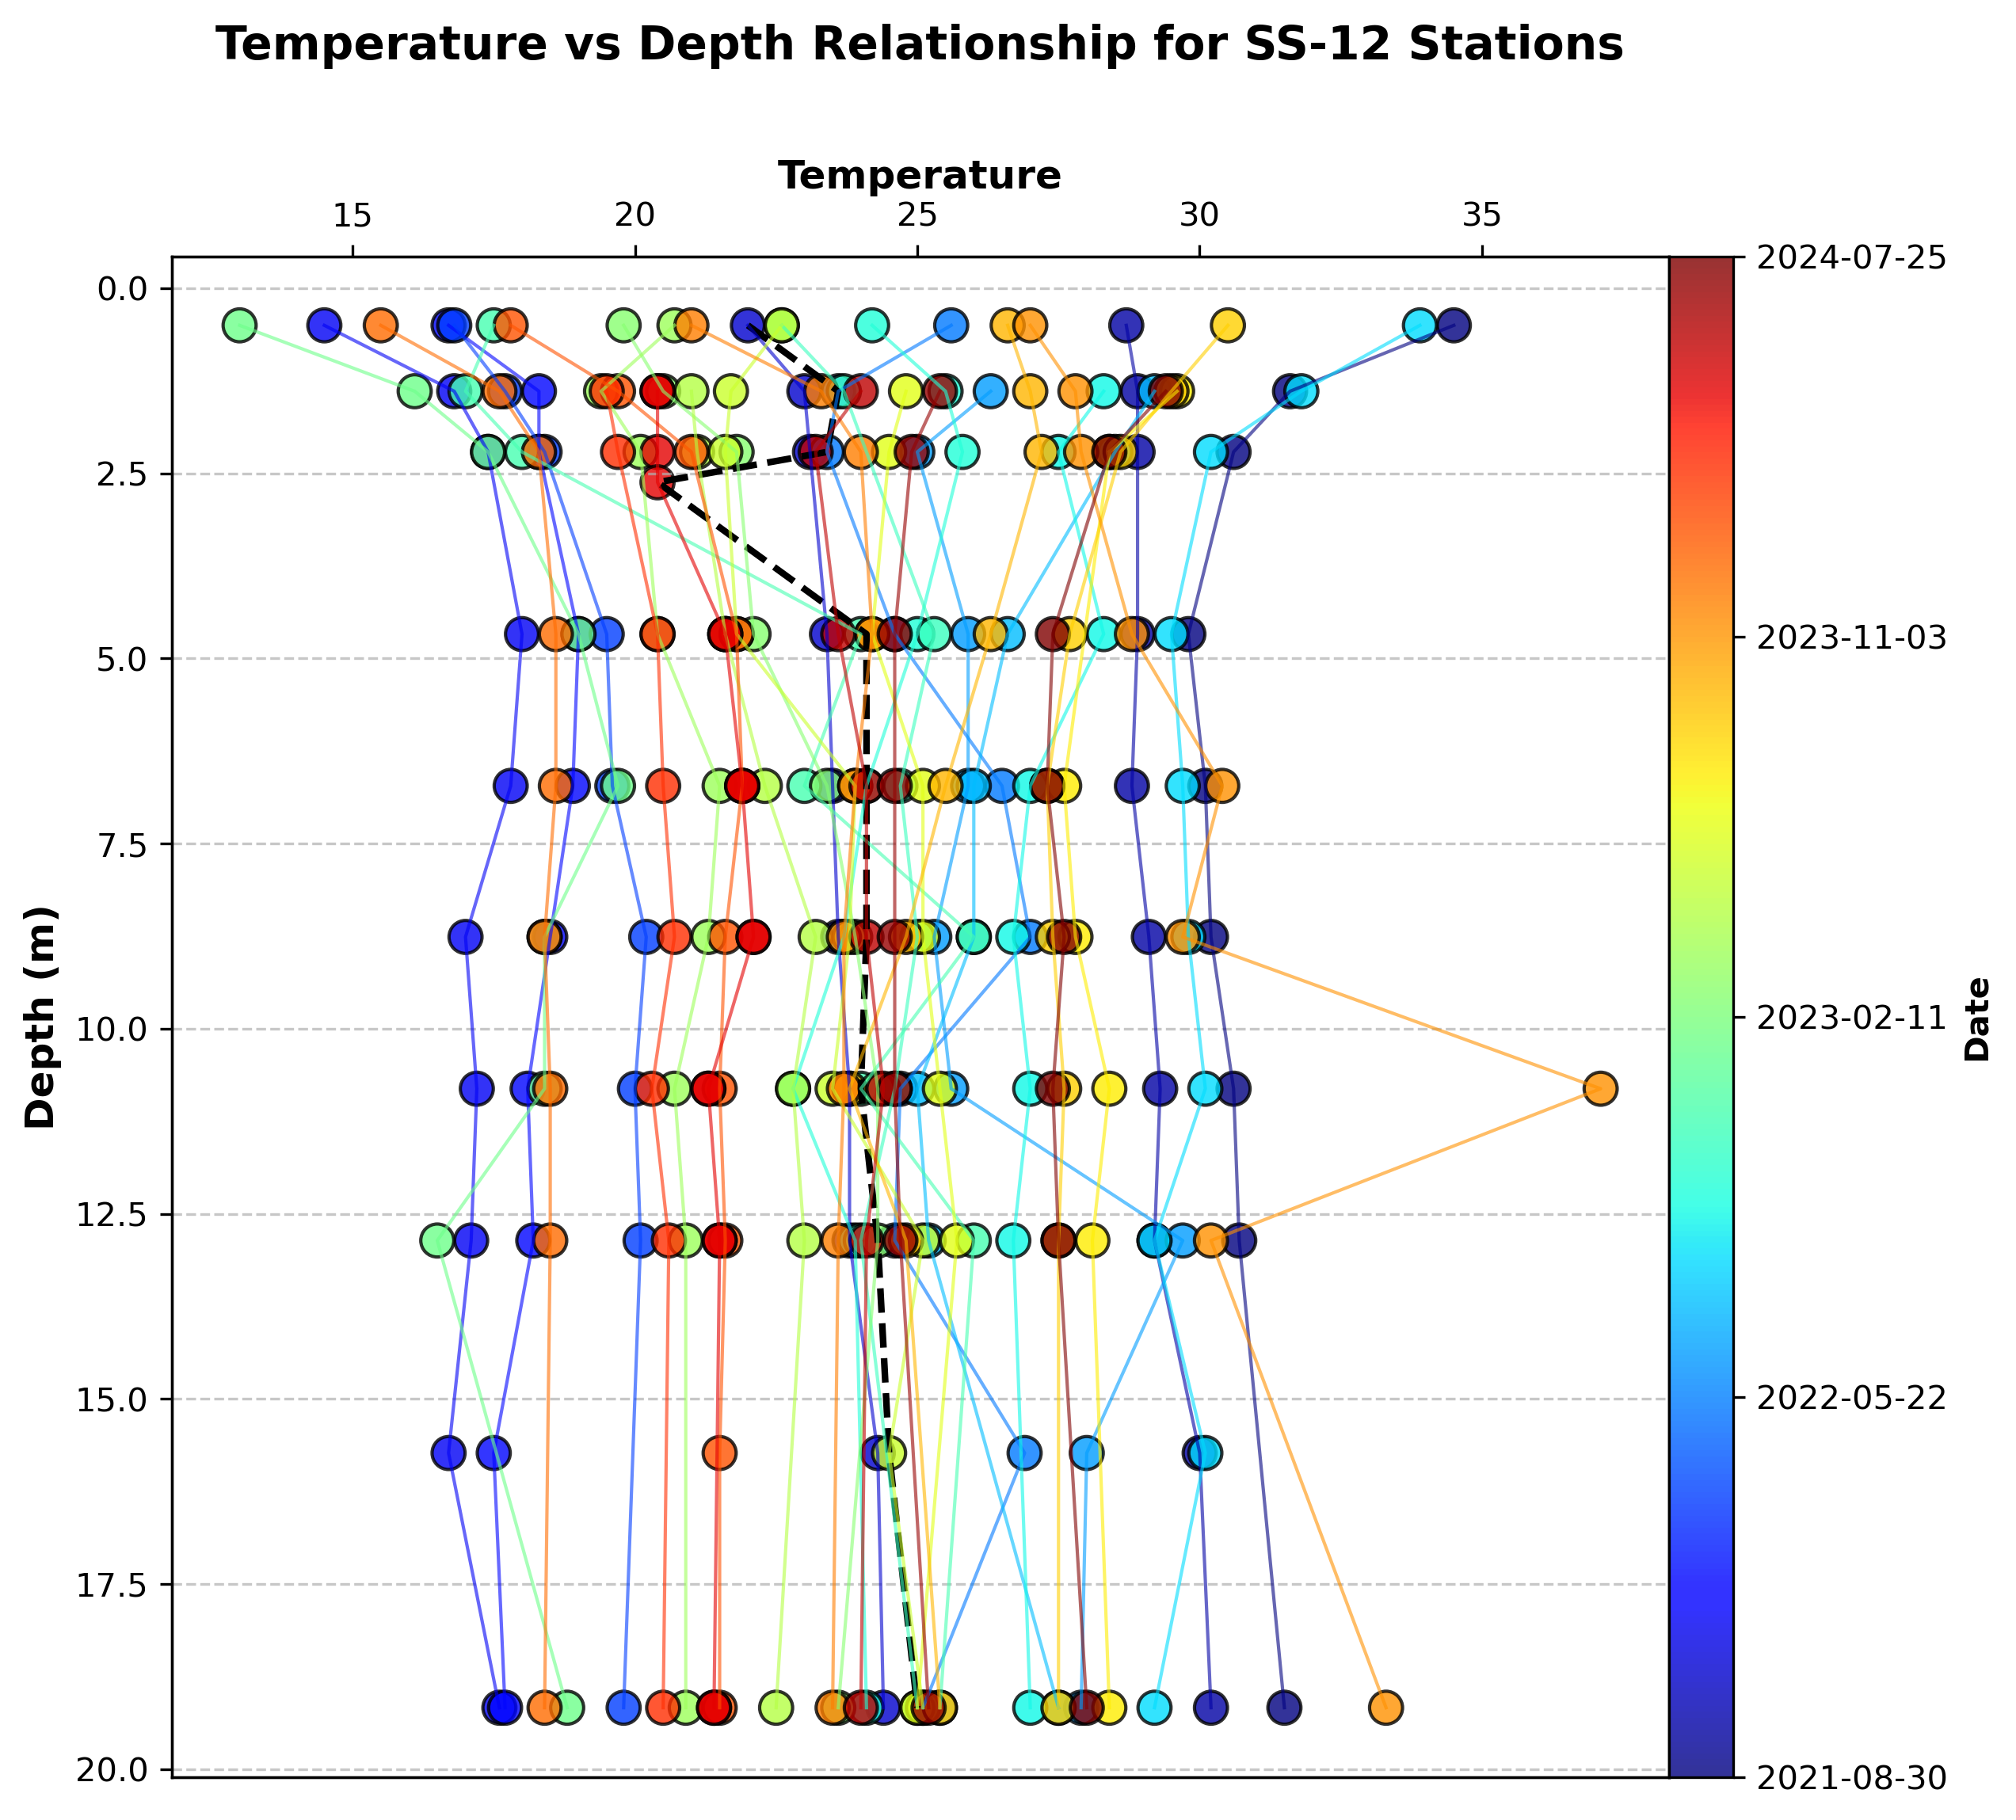 Temperature vs Depth Relationship for SS-12 Stations
Temperature
15 20 25 30 35
0.0
2.5
5.0
7.5
10.0
12.5
15.0
17.5
20.0
Depth (m)
2024-07-25
2023-11-03
2023-02-11
2022-05-22
2021-08-30
Date